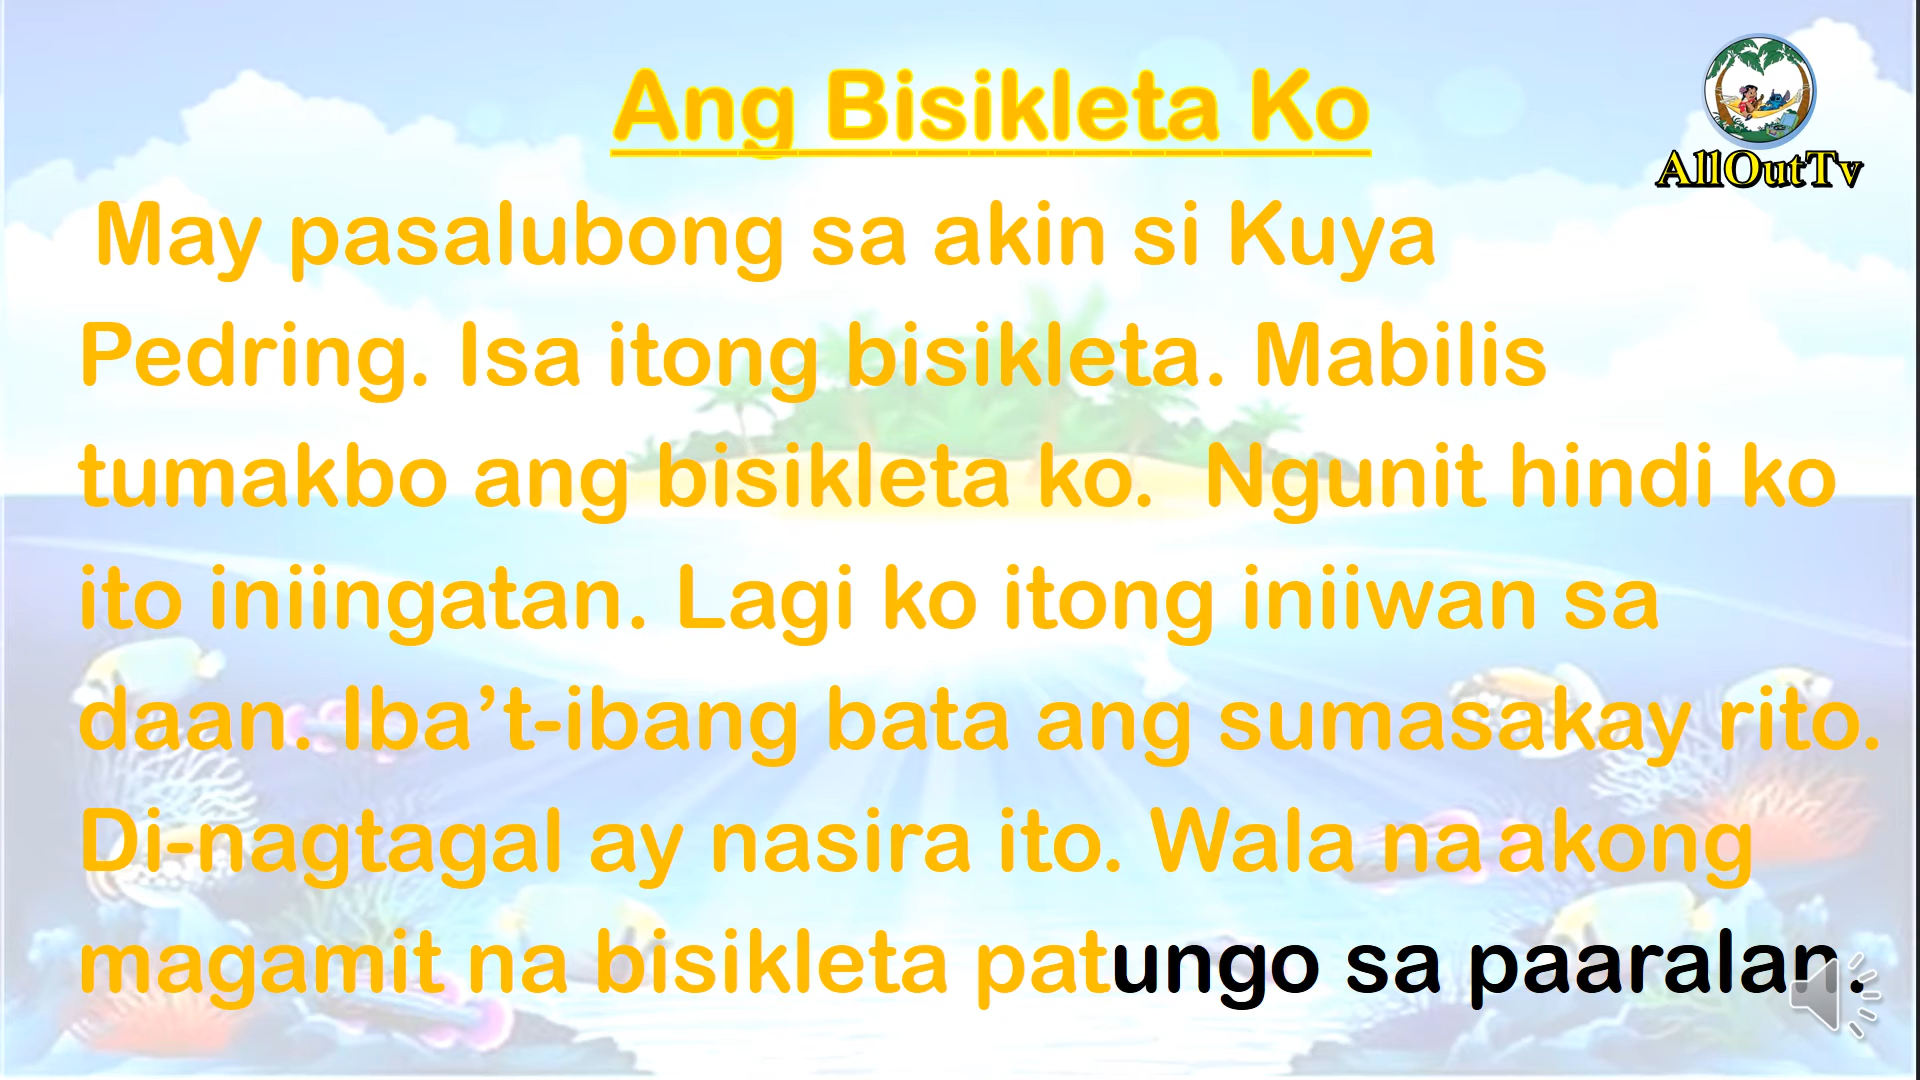 Ang Bisikleta Ko
AllOutTv
May pasalubong sa akin si Kuya
Pedring. Isa itong bisikleta. Mabilis
tumakbo ang bisikleta ko. Ngunit hindi ko
ito iniingatan. Lagi ko itong iniiwan sa
daan. Iba’t-ibang bata ang sumasakay rito.
Di-nagtagal ay nasira ito. Wala na akong
magamit na bisikleta patungo sa paaralan.